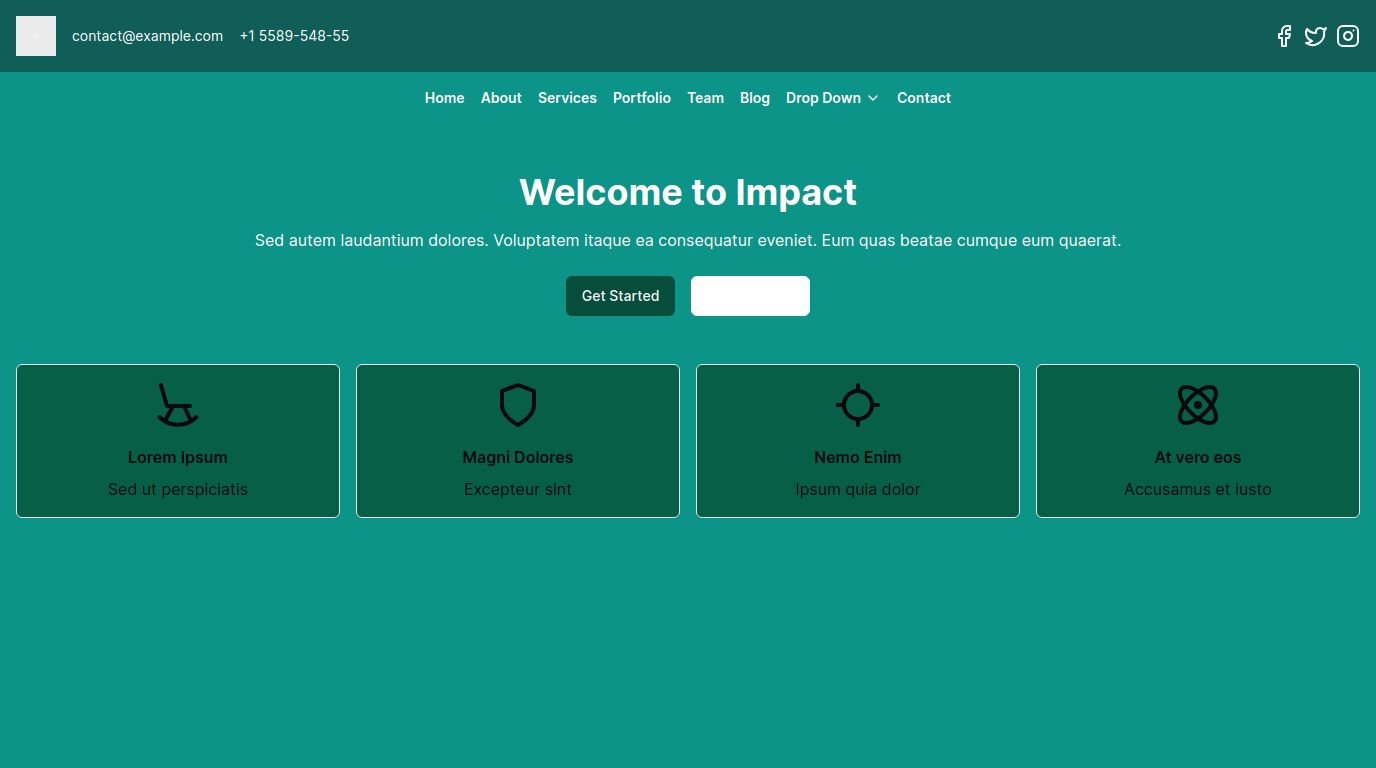 contact@example.com +1 5589-548-55
Home About Services Portfolio Team Blog Drop Down Contact
Welcome to Impact
Sed autem laudantium dolores. Voluptatem itaque ea consequatur eveniet. Eum quas beatae cumque eum quaerat.
Get Started
Lorem Ipsum
Sed ut perspiciatis
Magni Dolores
Excepteur sint
Nemo Enim
Ipsum quia dolor
At vero eos
Accusamus et iusto